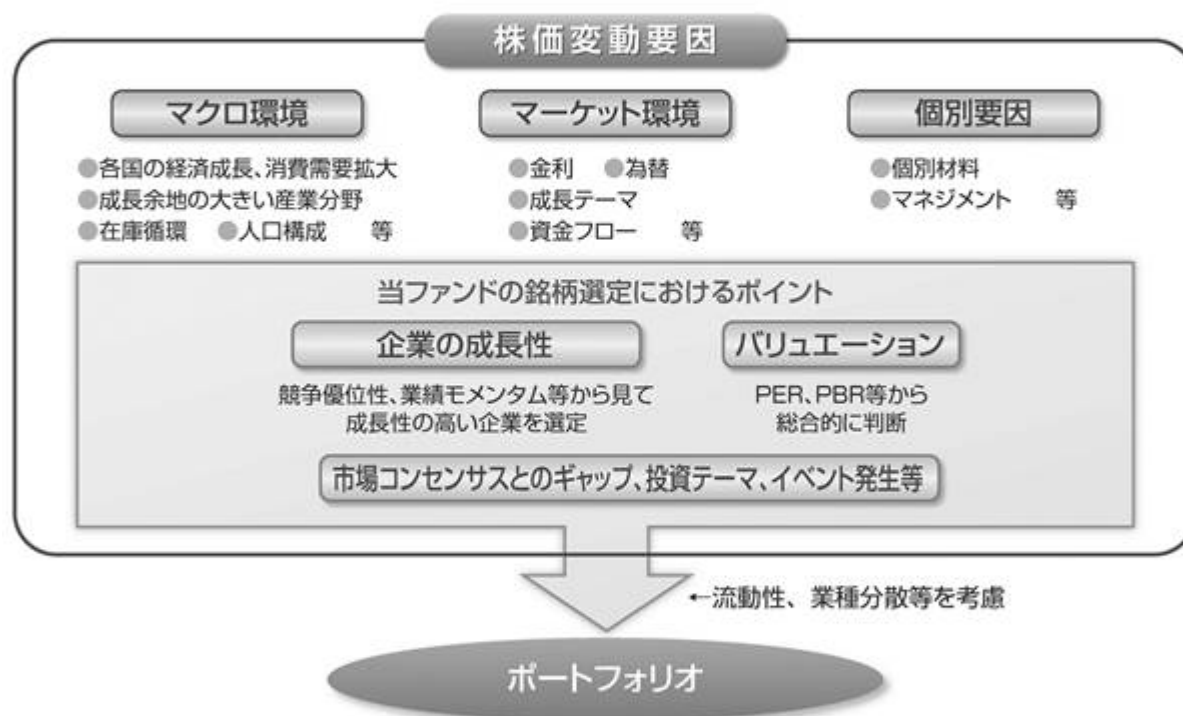 株価変動要因
マクロ環境
●各国の経済成長、消費需要拡大
●成長余地の大きい産業分野
●在庫循環 ●人口構成 等
マーケット環境
●金利 ●為替
●成長テーマ
●資金フロー 等
個別要因
●個別材料
●マネジメント 等
当ファンドの銘柄選定におけるポイント
企業の成長性
競争優位性、業績モメンタム等から見て
成長性の高い企業を選定
バリュエーション
PER、PBR等から
総合的に判断
市場コンセンサスとのギャップ、投資テーマ、イベント発生等
←流動性、業種分散等を考慮
ポートフォリオ